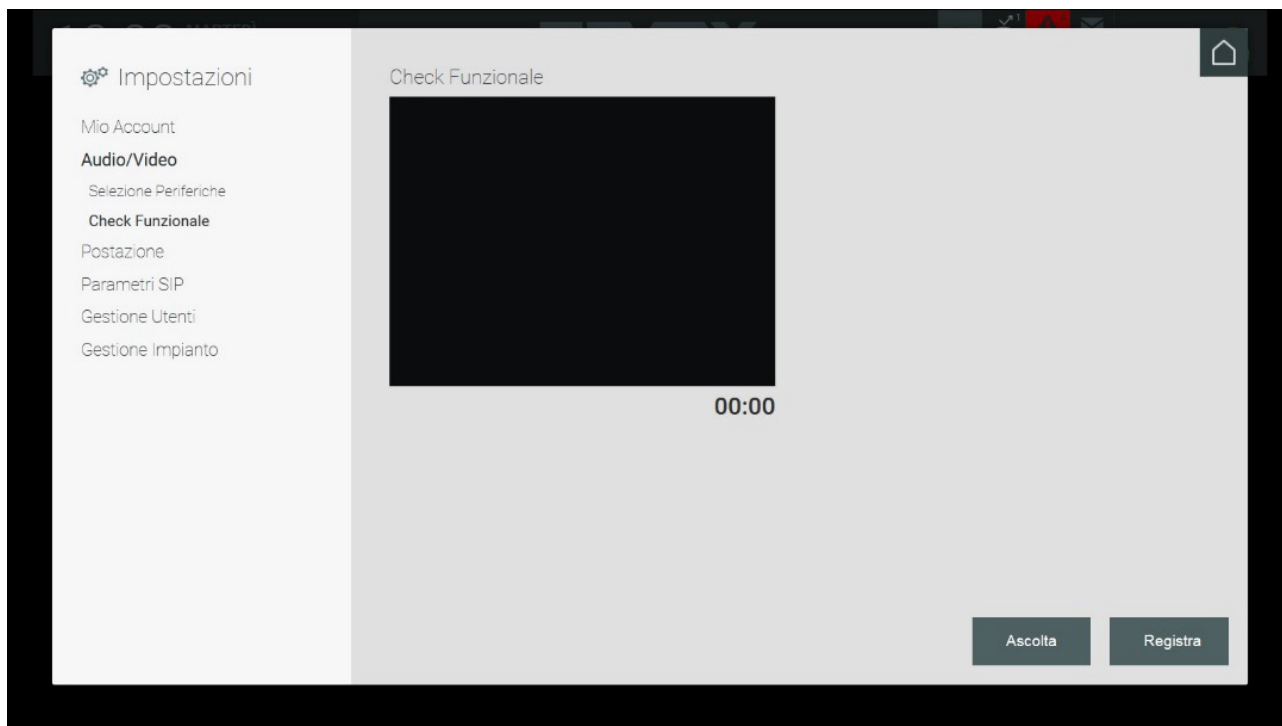 Impostazioni
Mio Account
Audio/Video
Selezione Periferiche
Check Funzionale
Postazione
Parametri SIP
Gestione Utenti
Gestione Impianto
Check Funzionale
00:00
Ascolta
Registra